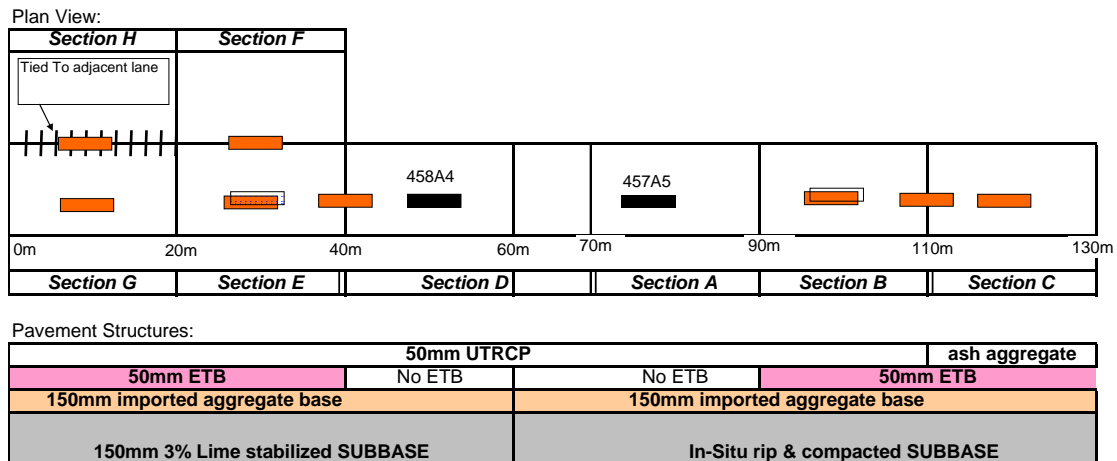 Plan View:
Section H Section F
Tied To adjacent lane
458A4 457A5
0m 20m 40m 60m 70m 90m 110m 130m
Section G Section E Section D Section A Section B Section C
Pavement Structures:
50mm UTRCP ash aggregate
50mm ETB No ETB No ETB 50mm ETB
150mm imported aggregate base 150mm imported aggregate base
150mm 3% Lime stabilized SUBBASE In-Situ rip & compacted SUBBASE